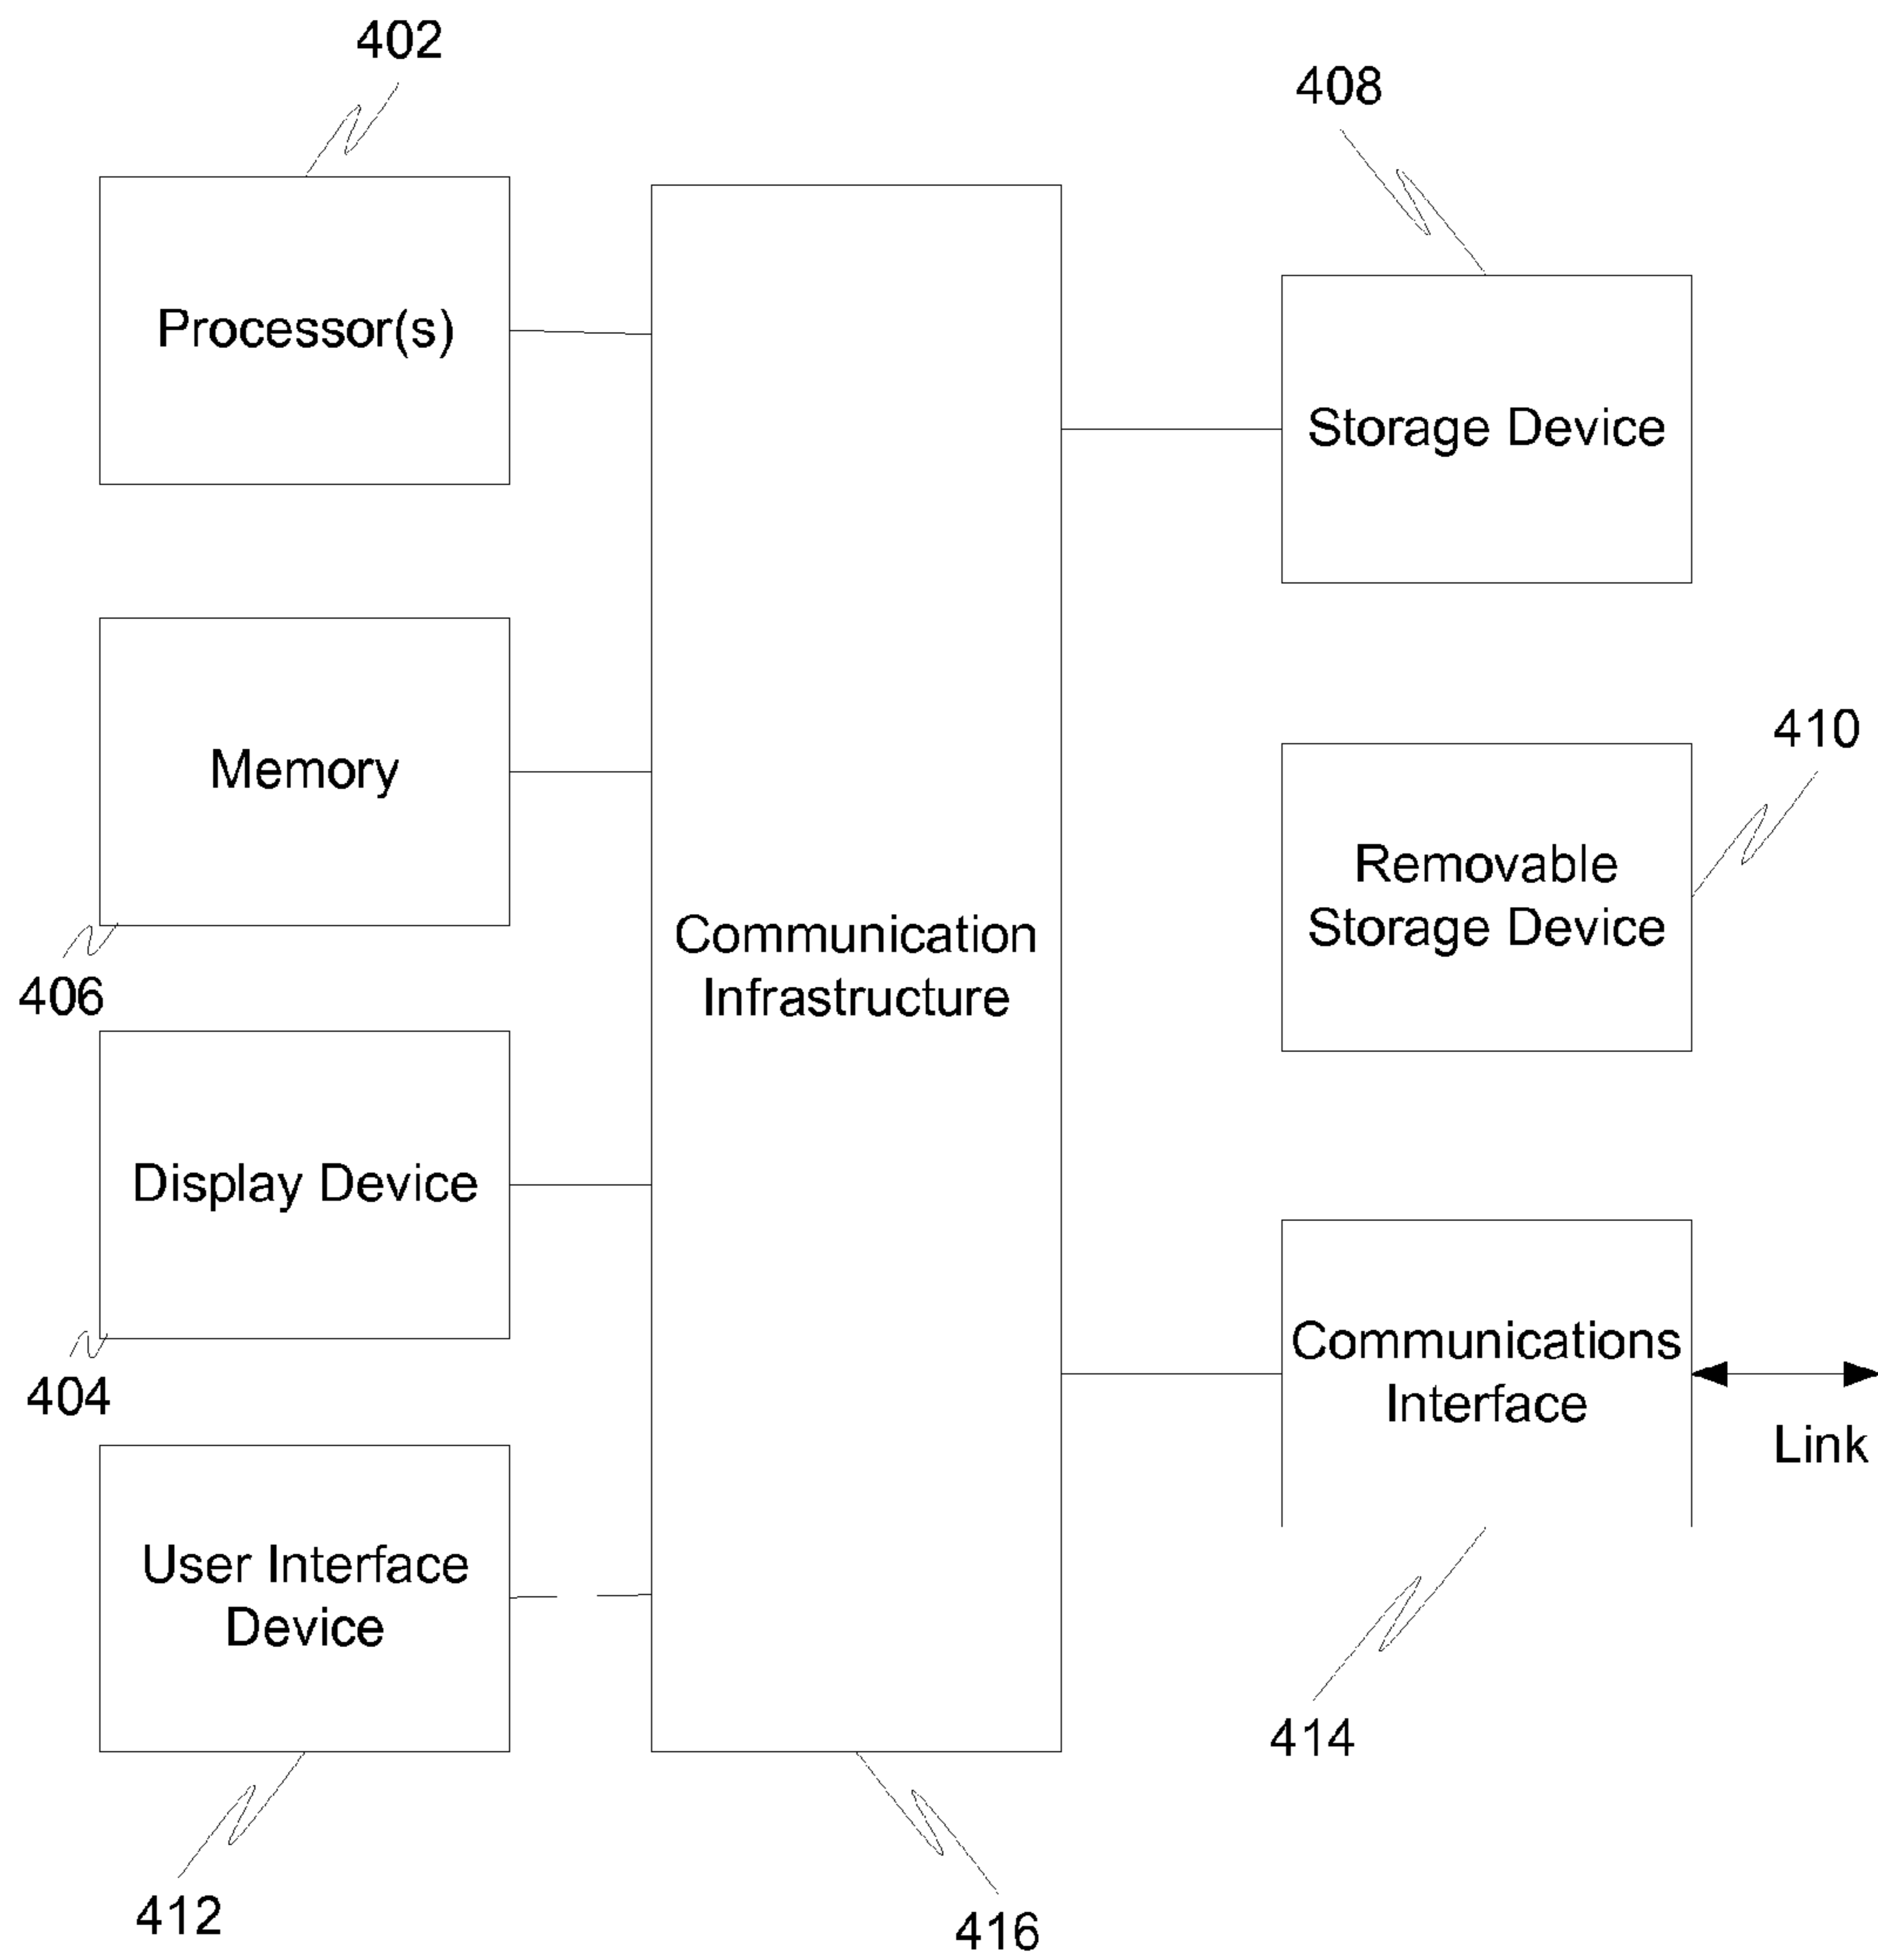 402
408
Processor(s)
Storage Device
Memory
410
Removable
Storage Device
Communication
Infrastructure
406
Display Device
Communications
Interface
404
Link
User Interface
Device
414
412
416